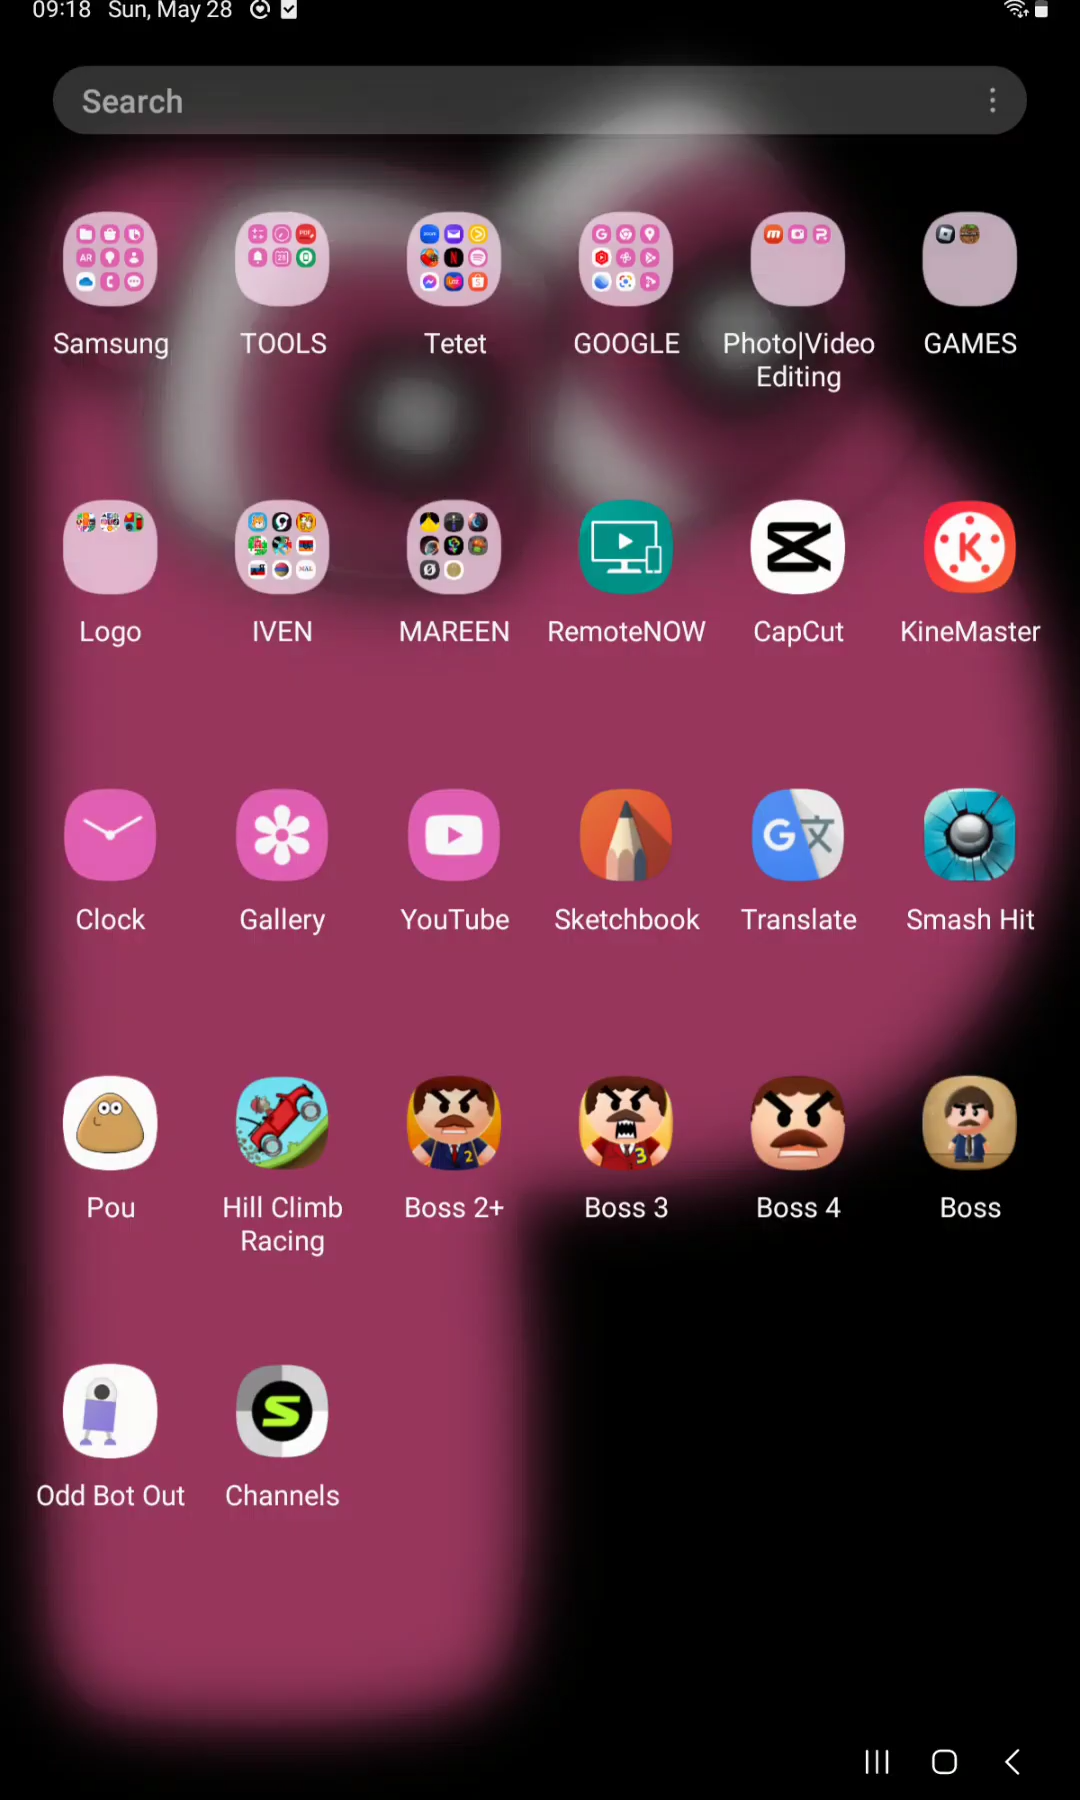 09:18 Sun, May 28
Search
Samsung
TOOLS
Tetet
GOOGLE
Photo|Video
Editing
GAMES
Logo
IVEN
MAREEN
RemoteNOW
CapCut
KineMaster
Clock
Gallery
YouTube
Sketchbook
Translate
Smash Hit
Pou
Hill Climb
Racing
Boss 2+
Boss 3
Boss 4
Boss
Odd Bot Out
Channels